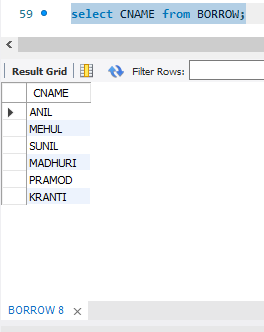 59 select CNAME from BORROW;
Result Grid Filter Rows:
CNAME
ANIL
MEHUL
SUNIL
MADHURI
PRAMOD
KRANTI
BORROW 8 ×